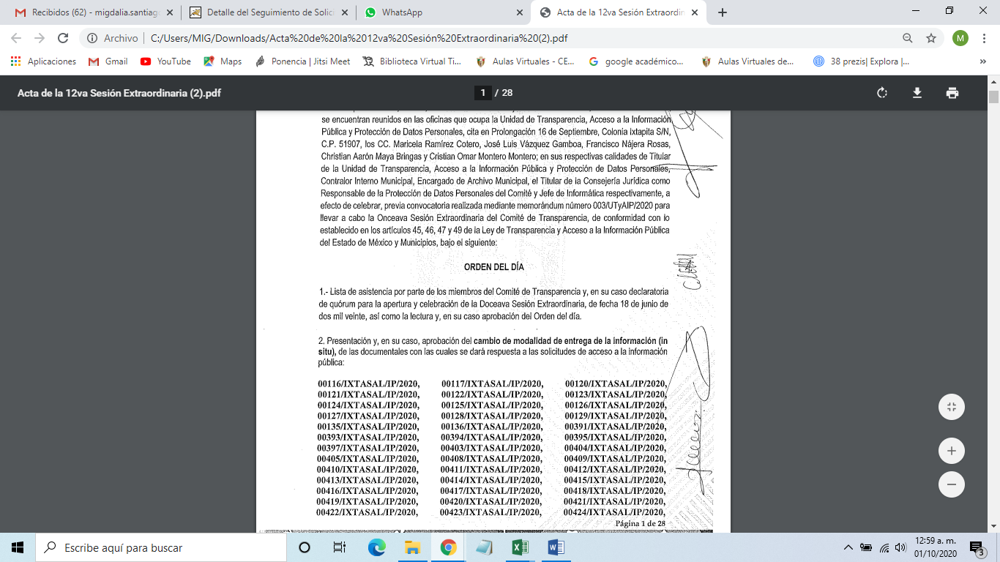 Recibidos (62) - migdalia.santiag
Detalle del Seguimiento de Solici
WhatsApp
Acta de la 12va Sesión Extraordin
Archivo
C:/Users/MIG/Downloads/Acta%20de%20la%2012va%20Sesión%20Extraordinaria%20(2).pdf
M
Aplicaciones
Gmail
YouTube
Maps
Ponencia | Jitsi Meet
Biblioteca Virtual Ti...
Aulas Virtuales - CE...
google académico...
Aulas Virtuales de...
38 prezis| Explora |...
Acta de la 12va Sesión Extraordinaria (2).pdf
1 / 28
se encuentran reunidos en las oficinas que ocupa la Unidad de Transparencia, Acceso a la Información
Pública y Protección de Datos Personales, cita en Prolongación 16 de Septiembre, Colonia ixtapita S/N,
C.P. 51907, los CC. Maricela Ramírez Cotero, José Luis Vázquez Gamboa, Francisco Nájera Rosas,
Christian Aarón Maya Bringas y Cristian Omar Montero Montero; en sus respectivas calidades de Titular
de la Unidad de Transparencia, Acceso a la Información Pública y Protección de Datos Personales,
Contralor Interno Municipal, Encargado de Archivo Municipal, el Titular de la Consejería Jurídica como
Responsable de la Protección de Datos Personales del Comité y Jefe de Informática respectivamente, a
efecto de celebrar, previa convocatoria realizada mediante memorándum número 003/UTyAIP/2020 para
llevar a cabo la Onceava Sesión Extraordinaria del Comité de Transparencia, de conformidad con lo
establecido en los artículos 45, 46, 47 y 49 de la Ley de Transparencia y Acceso a la Información Pública
del Estado de México y Municipios, bajo el siguiente:
ORDEN DEL DÍA
1.- Lista de asistencia por parte de los miembros del Comité de Transparencia y, en su caso declaratoria
de quórum para la apertura y celebración de la Doceava Sesión Extraordinaria, de fecha 18 de junio de
dos mil veinte, así como la lectura y, en su caso aprobación del Orden del día.
2. Presentación y, en su caso, aprobación del cambio de modalidad de entrega de la información (in
situ), de las documentales con las cuales se dará respuesta a las solicitudes de acceso a la información
pública:
00116/IXTASAL/IP/2020, 00117/IXTASAL/IP/2020, 00120/IXTASAL/IP/2020,
00121/IXTASAL/IP/2020, 00122/IXTASAL/IP/2020, 00123/IXTASAL/IP/2020,
00124/IXTASAL/IP/2020, 00125/IXTASAL/IP/2020, 00126/IXTASAL/IP/2020,
00127/IXTASAL/IP/2020, 00128/IXTASAL/IP/2020, 00129/IXTASAL/IP/2020,
00135/IXTASAL/IP/2020, 00136/IXTASAL/IP/2020, 00391/IXTASAL/IP/2020,
00393/IXTASAL/IP/2020, 00394/IXTASAL/IP/2020, 00395/IXTASAL/IP/2020,
00397/IXTASAL/IP/2020, 00403/IXTASAL/IP/2020, 00404/IXTASAL/IP/2020,
00405/IXTASAL/IP/2020, 00408/IXTASAL/IP/2020, 00409/IXTASAL/IP/2020,
00410/IXTASAL/IP/2020, 00411/IXTASAL/IP/2020, 00412/IXTASAL/IP/2020,
00413/IXTASAL/IP/2020, 00414/IXTASAL/IP/2020, 00415/IXTASAL/IP/2020,
00416/IXTASAL/IP/2020, 00417/IXTASAL/IP/2020, 00418/IXTASAL/IP/2020,
00419/IXTASAL/IP/2020, 00420/IXTASAL/IP/2020, 00421/IXTASAL/IP/2020,
00422/IXTASAL/IP/2020, 00423/IXTASAL/IP/2020, 00424/IXTASAL/IP/2020,
Página 1 de 28
Escribe aquí para buscar
12:59 a. m.
01/10/2020
3